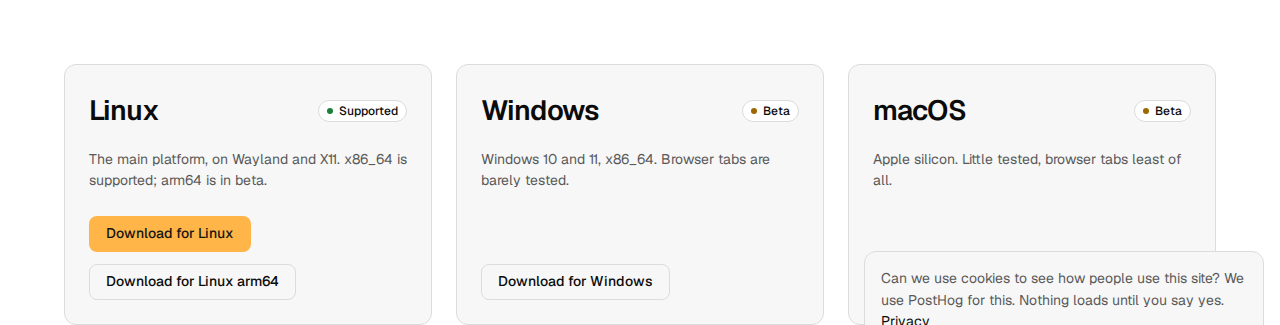 Linux
Supported
The main platform, on Wayland and X11. x86_64 is
supported; arm64 is in beta.
Download for Linux
Download for Linux arm64
Windows
Beta
Windows 10 and 11, x86_64. Browser tabs are
barely tested.
Download for Windows
macOS
Beta
Apple silicon. Little tested, browser tabs least of
all.
Can we use cookies to see how people use this site? We
use PostHog for this. Nothing loads until you say yes.
Privacy